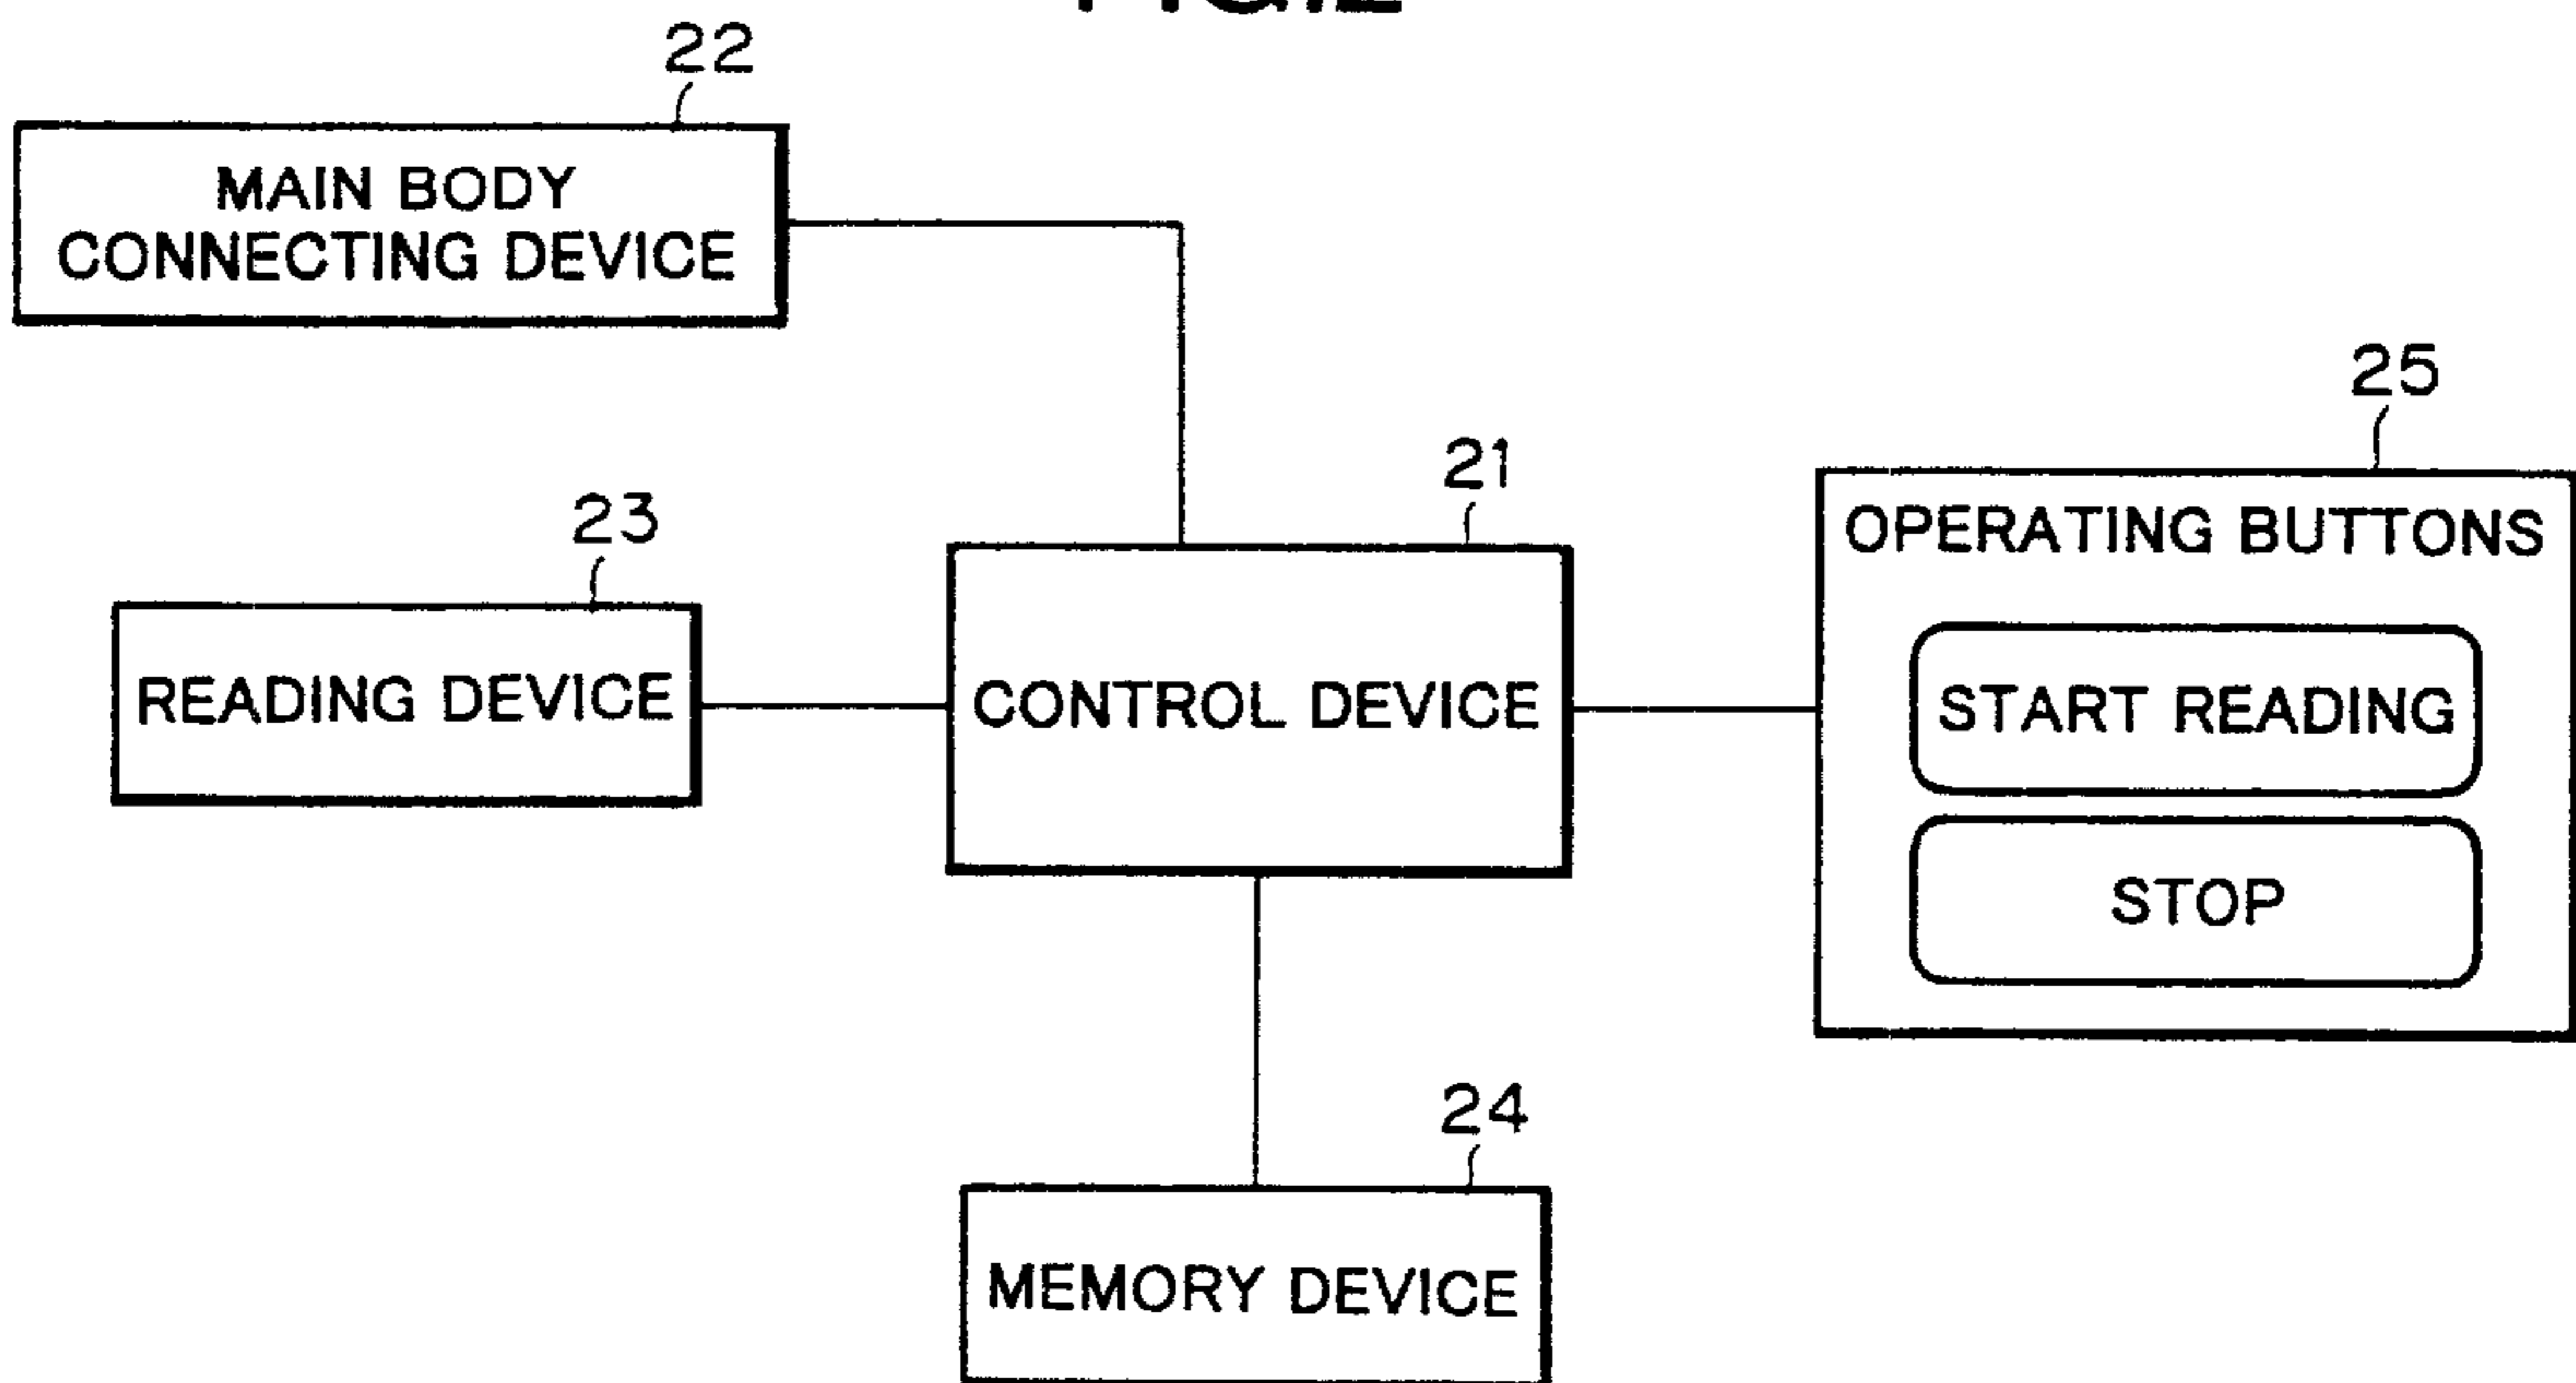 22
MAIN BODY
CONNECTING DEVICE
25
21
23
OPERATING BUTTONS
READING DEVICE
CONTROL DEVICE
START READING
STOP
24
MEMORY DEVICE